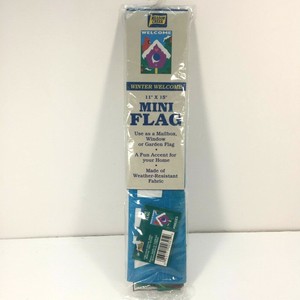 WELCOME
WINTER WELCOME
11" X 15"
MINI
FLAG
Use as a Mailbox,
Window
or Garden Flag
•
A Fun Accent for
your Home
•
Made of
Weather-Resistant
Fabric